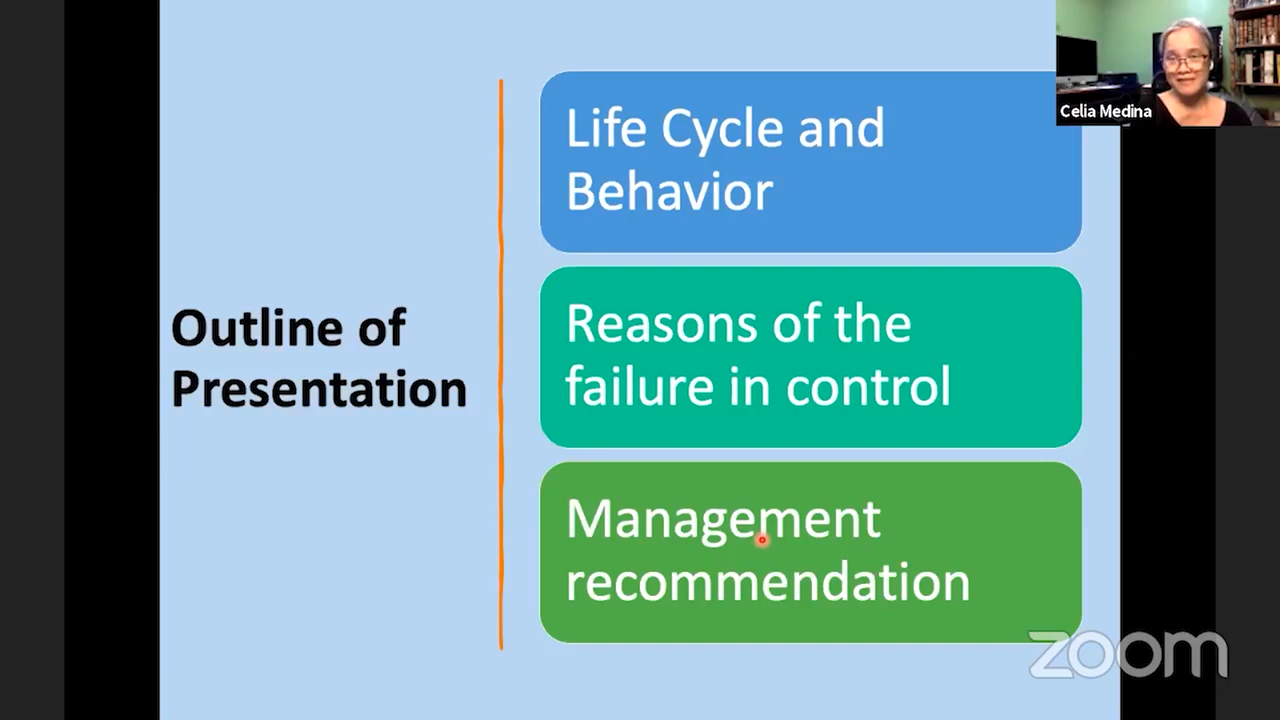 Outline of
Presentation
Life Cycle and
Behavior
Reasons of the
failure in control
Management
recommendation
Celia Medina
zoom